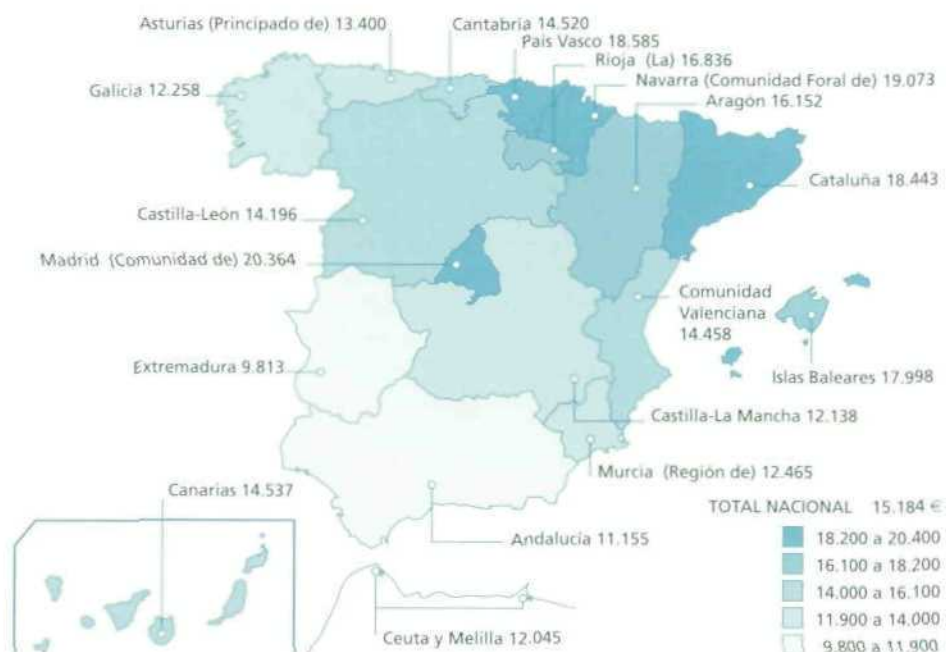 Asturias (Principado de) 13.400
Cantabria 14.520
País Vasco 18.585
Rioja (La) 16.836
Navarra (Comunidad Foral de) 19.073
Galicia 12.258
Aragón 16.152
Cataluña 18.443
Castilla-León 14.196
Madrid (Comunidad de) 20.364
Comunidad
Valenciana
14.458
Extremadura 9.813
Islas Baleares 17.998
Castilla-La Mancha 12.138
Murcia (Región de) 12.465
Canarias 14.537
Andalucía 11.155
Ceuta y Melilla 12.045
TOTAL NACIONAL 15.184 €
18.200 a 20.400
16.100 a 18.200
14.000 a 16.100
11.900 a 14.000
9.800 a 11.900